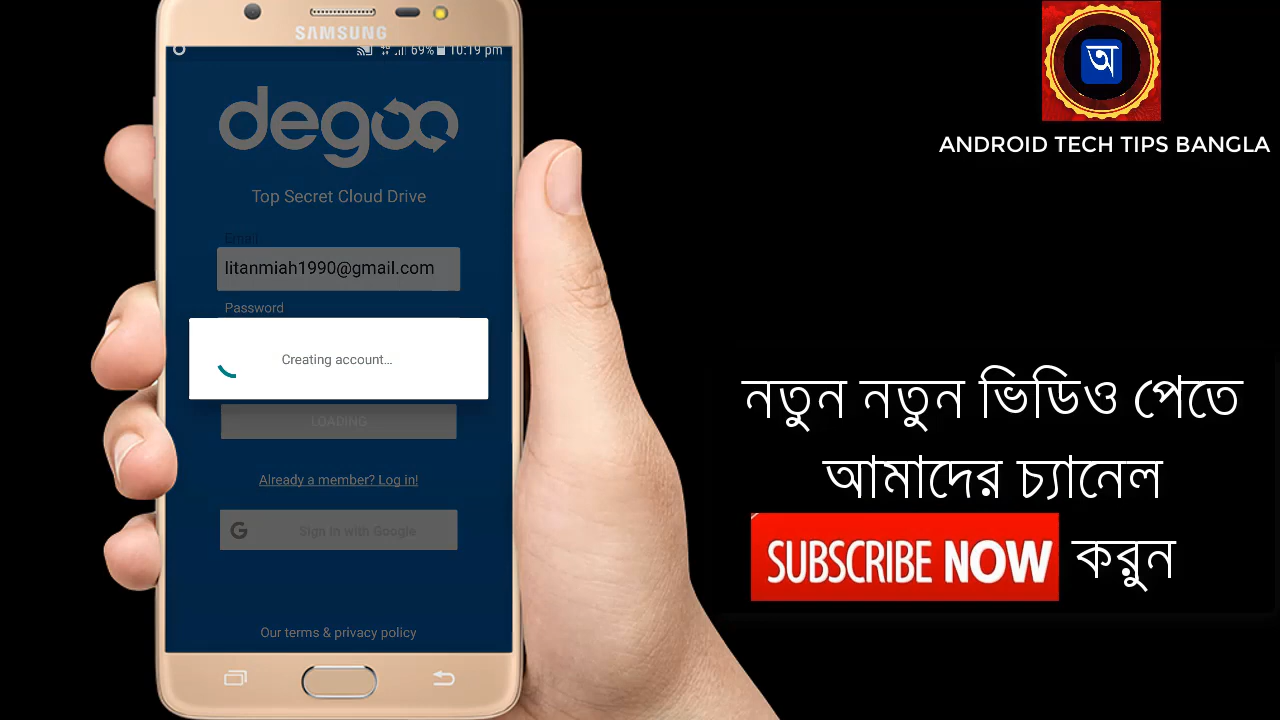 SAMSUNG
69% 10:19 pm
degoo
Top Secret Cloud Drive
Email
litanmiah1990@gmail.com
Password
Creating account...
LOADING
Already a member? Log in!
G Sign in with Google
Our terms & privacy policy
অ
ANDROID TECH TIPS BANGLA
নতুন নতুন ভিডিও পেতে
আমাদের চ্যানেল
SUBSCRIBE NOW করুন